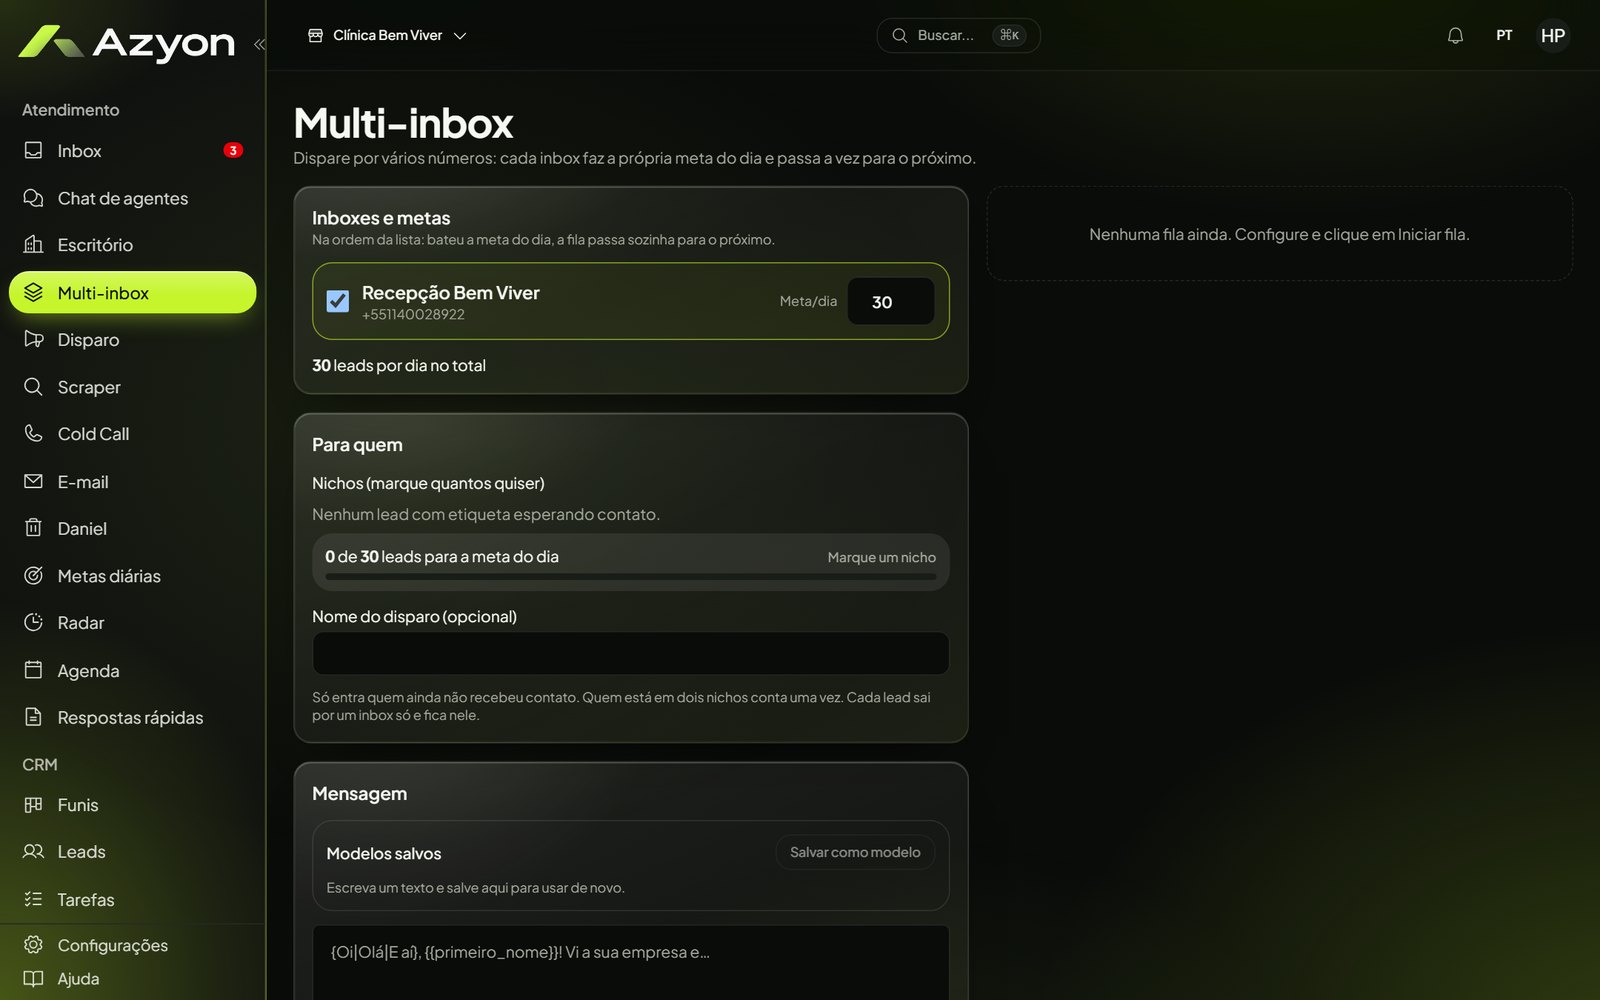 Azyon
Clínica Bem Viver
Buscar...
⌘K
PT
HP
Atendimento
Inbox
3
Chat de agentes
Escritório
Multi-inbox
Disparo
Scraper
Cold Call
E-mail
Daniel
Metas diárias
Radar
Agenda
Respostas rápidas
CRM
Funis
Leads
Tarefas
Configurações
Ajuda
Multi-inbox
Dispare por vários números: cada inbox faz a própria meta do dia e passa a vez para o próximo.
Inboxes e metas
Na ordem da lista: bateu a meta do dia, a fila passa sozinha para o próximo.
Recepção Bem Viver
+551140028922
Meta/dia
30
30 leads por dia no total
Para quem
Nichos (marque quantos quiser)
Nenhum lead com etiqueta esperando contato.
0 de 30 leads para a meta do dia
Marque um nicho
Nome do disparo (opcional)
Só entra quem ainda não recebeu contato. Quem está em dois nichos conta uma vez. Cada lead sai
por um inbox só e fica nele.
Mensagem
Modelos salvos
Salvar como modelo
Escreva um texto e salve aqui para usar de novo.
{Oi|Olá|E aí}, {{primeiro_nome}}! Vi a sua empresa e...
Nenhuma fila ainda. Configure e clique em Iniciar fila.